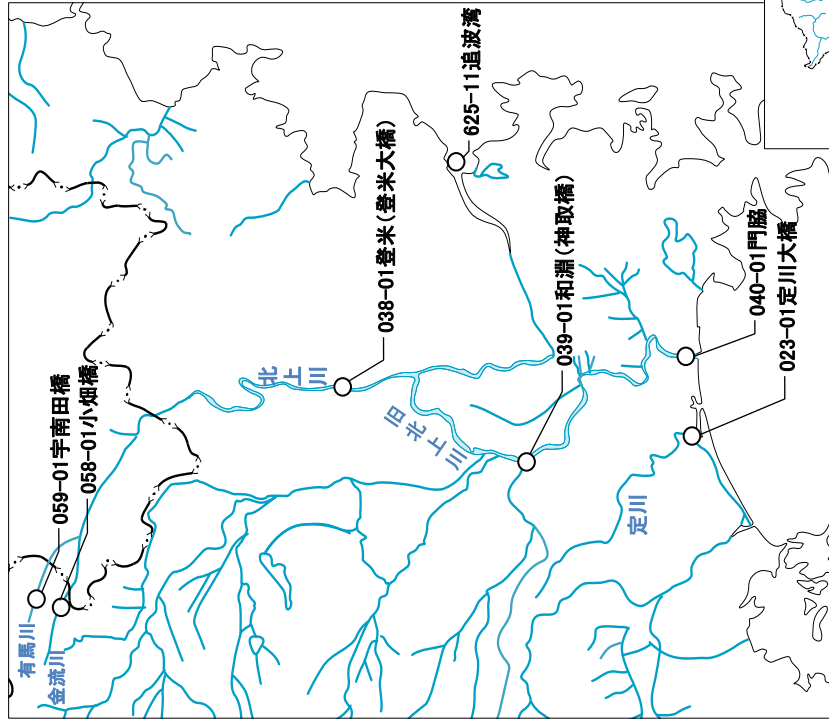 059-01宇南田橋
058-01小畑橋
有馬川
金流川
038-01登米(登米大橋)
北上川
旧北上川
625-11追波湾
039-01和淵(神取橋)
040-01門脇
023-01定川大橋
定川